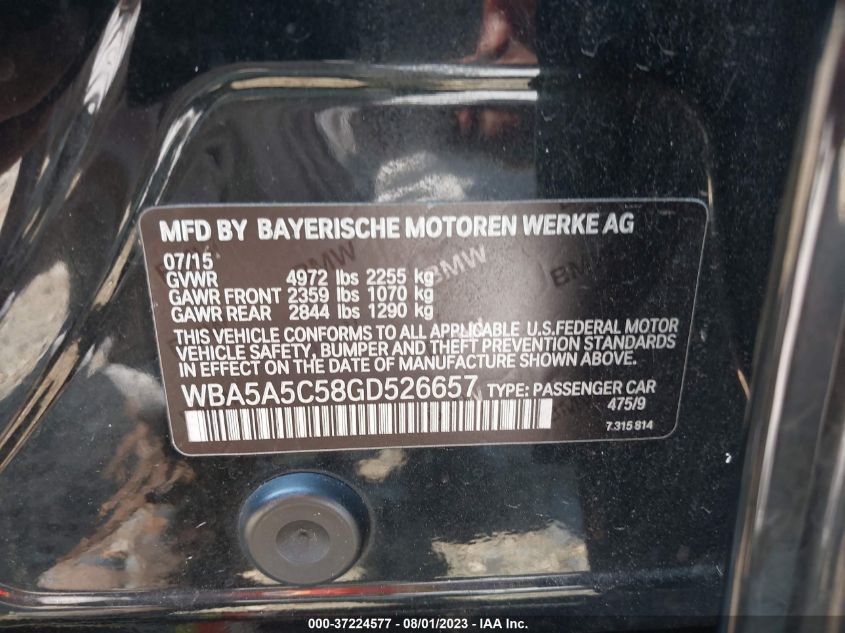 MFD BY BAYERISCHE MOTOREN WERKE AG
07/15
GVWR 4972 lbs 2255 kg
GAWR FRONT 2359 lbs 1070 kg
GAWR REAR 2844 lbs 1290 kg
BMW BMW
THIS VEHICLE CONFORMS TO ALL APPLICABLE U.S.FEDERAL MOTOR
VEHICLE SAFETY, BUMPER AND THEFT PREVENTION STANDARDS
IN EFFECT ON THE DATE OF MANUFACTURE SHOWN ABOVE.
WBA5A5C58GD526657 TYPE: PASSENGER CAR
475/9
7 315 814
000-37224577 - 08/01/2023 - IAA Inc.